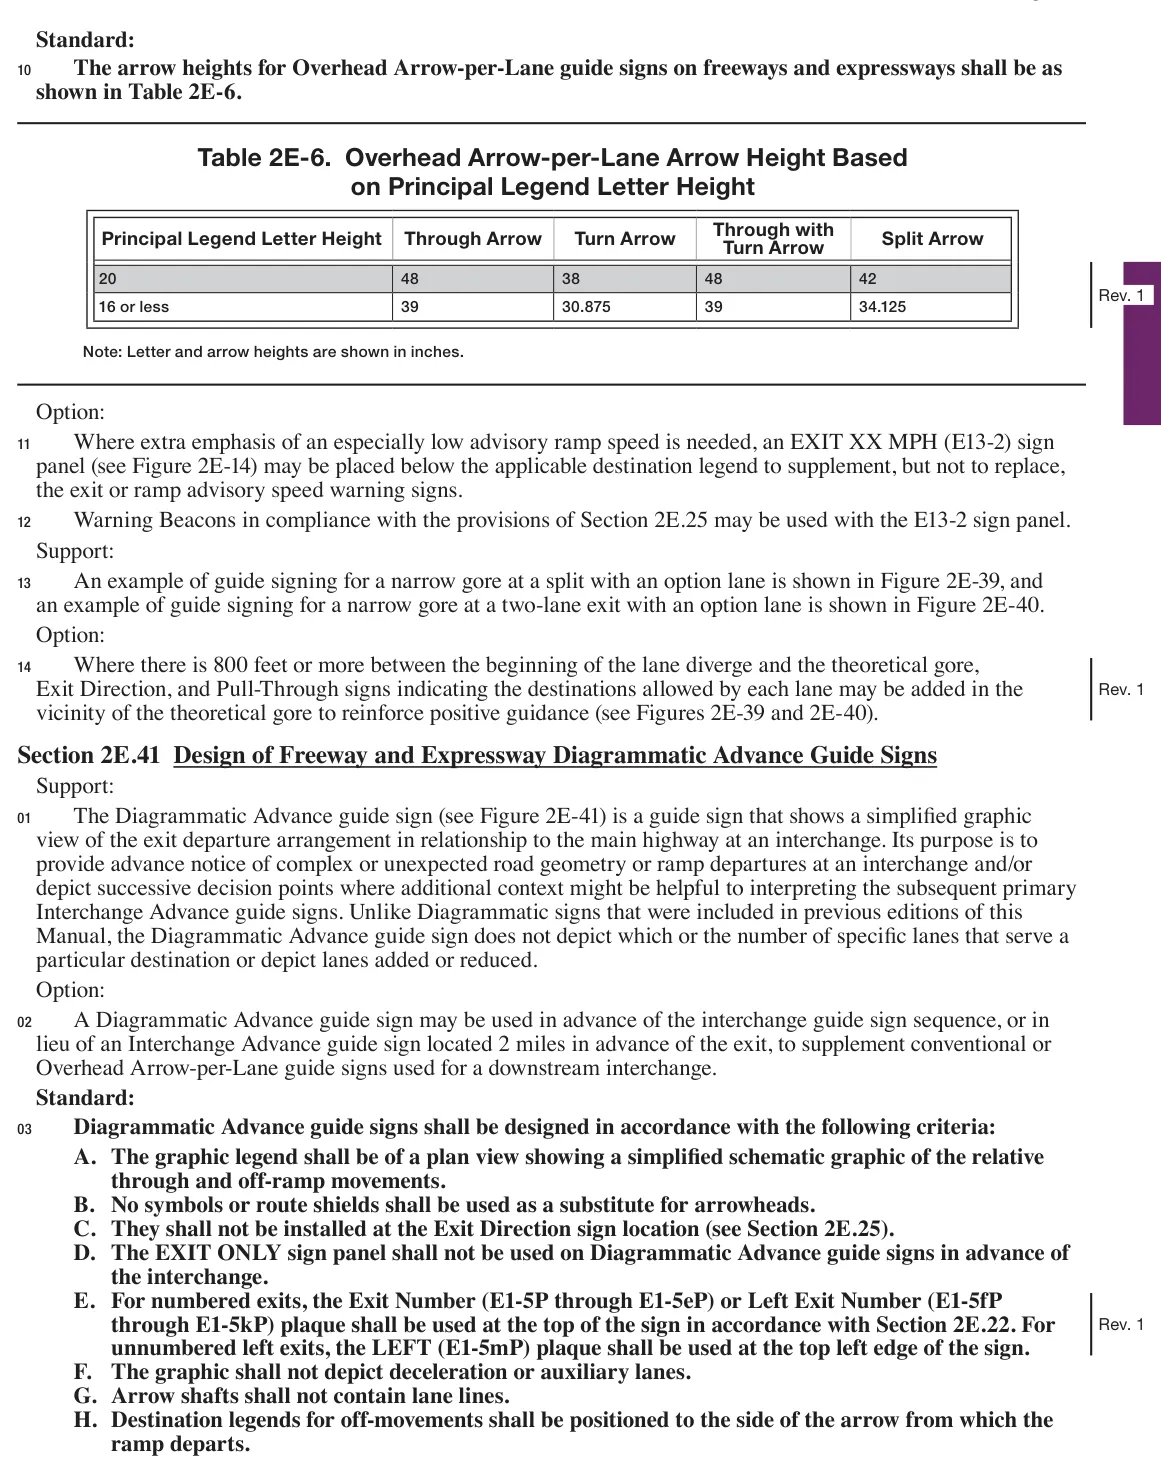 Standard:
10 The arrow heights for Overhead Arrow-per-Lane guide signs on freeways and expressways shall be as
shown in Table 2E-6.
Table 2E-6. Overhead Arrow-per-Lane Arrow Height Based
on Principal Legend Letter Height
Principal Legend Letter Height Through Arrow Turn Arrow Through with Turn Arrow Split Arrow
20 48 38 48 42
16 or less 39 30.875 39 34.125
Rev. 1
Note: Letter and arrow heights are shown in inches.
Option:
11 Where extra emphasis of an especially low advisory ramp speed is needed, an EXIT XX MPH (E13-2) sign
panel (see Figure 2E-14) may be placed below the applicable destination legend to supplement, but not to replace,
the exit or ramp advisory speed warning signs.
12 Warning Beacons in compliance with the provisions of Section 2E.25 may be used with the E13-2 sign panel.
Support:
13 An example of guide signing for a narrow gore at a split with an option lane is shown in Figure 2E-39, and
an example of guide signing for a narrow gore at a two-lane exit with an option lane is shown in Figure 2E-40.
Option:
14 Where there is 800 feet or more between the beginning of the lane diverge and the theoretical gore,
Exit Direction, and Pull-Through signs indicating the destinations allowed by each lane may be added in the
vicinity of the theoretical gore to reinforce positive guidance (see Figures 2E-39 and 2E-40).
Rev. 1
Section 2E.41 Design of Freeway and Expressway Diagrammatic Advance Guide Signs
Support:
01 The Diagrammatic Advance guide sign (see Figure 2E-41) is a guide sign that shows a simplified graphic
view of the exit departure arrangement in relationship to the main highway at an interchange. Its purpose is to
provide advance notice of complex or unexpected road geometry or ramp departures at an interchange and/or
depict successive decision points where additional context might be helpful to interpreting the subsequent primary
Interchange Advance guide signs. Unlike Diagrammatic signs that were included in previous editions of this
Manual, the Diagrammatic Advance guide sign does not depict which or the number of specific lanes that serve a
particular destination or depict lanes added or reduced.
Option:
02 A Diagrammatic Advance guide sign may be used in advance of the interchange guide sign sequence, or in
lieu of an Interchange Advance guide sign located 2 miles in advance of the exit, to supplement conventional or
Overhead Arrow-per-Lane guide signs used for a downstream interchange.
Standard:
03 Diagrammatic Advance guide signs shall be designed in accordance with the following criteria:
A. The graphic legend shall be of a plan view showing a simplified schematic graphic of the relative
through and off-ramp movements.
B. No symbols or route shields shall be used as a substitute for arrowheads.
C. They shall not be installed at the Exit Direction sign location (see Section 2E.25).
D. The EXIT ONLY sign panel shall not be used on Diagrammatic Advance guide signs in advance of
the interchange.
E. For numbered exits, the Exit Number (E1-5P through E1-5eP) or Left Exit Number (E1-5fP
through E1-5kP) plaque shall be used at the top of the sign in accordance with Section 2E.22. For
unnumbered left exits, the LEFT (E1-5mP) plaque shall be used at the top left edge of the sign.
Rev. 1
F. The graphic shall not depict deceleration or auxiliary lanes.
G. Arrow shafts shall not contain lane lines.
H. Destination legends for off-movements shall be positioned to the side of the arrow from which the
ramp departs.